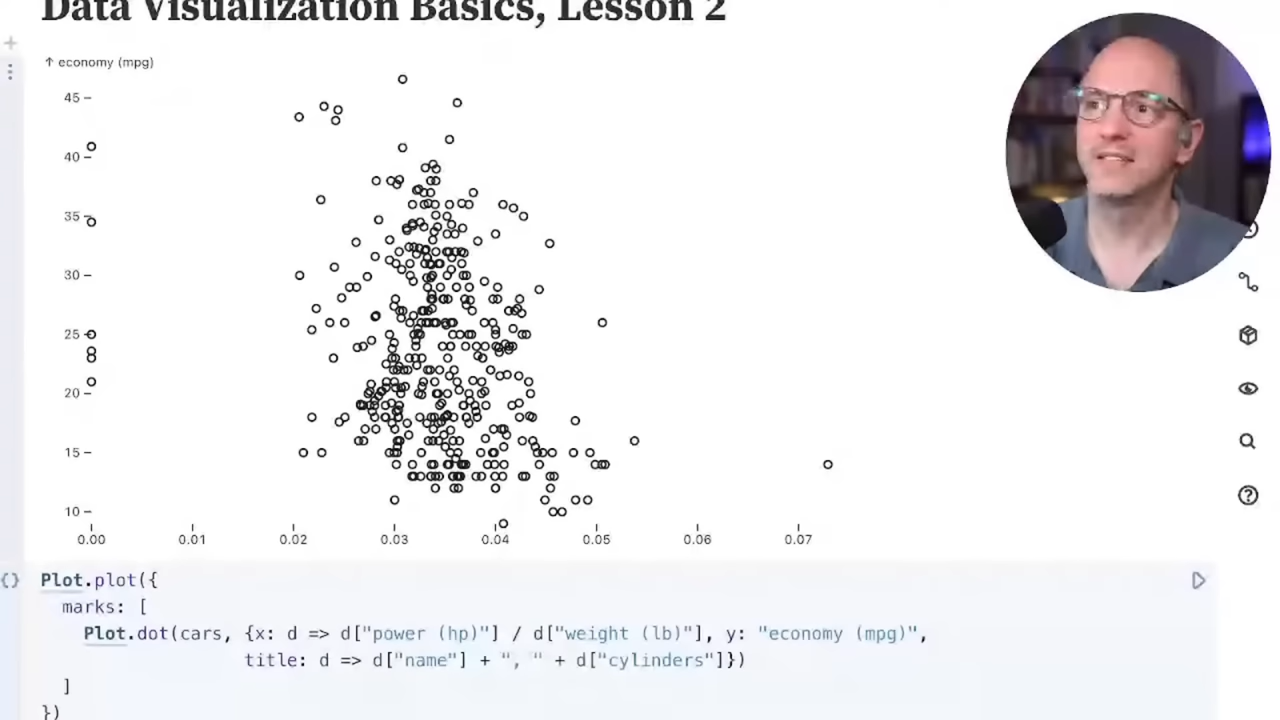 Data Visualization Basics, Lesson 2
↑ economy (mpg)
45
40
35
30
25
20
15
10
0.00 0.01 0.02 0.03 0.04 0.05 0.06 0.07
Plot.plot({
marks: [
Plot.dot(cars, {x: d => d["power (hp)"] / d["weight (lb)"], y: "economy (mpg)",
title: d => d["name"] + ", " + d["cylinders"]})
]
})